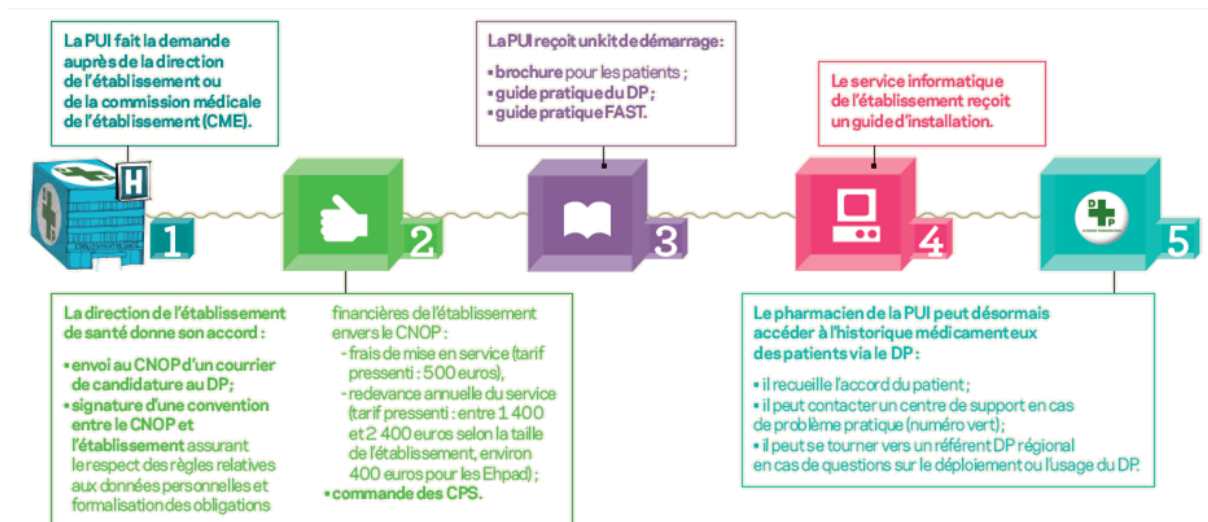 La PUI fait la demande
auprès de la direction
de l'établissement ou
de la commission médicale
de l'établissement (CME).
H
1
La direction de l'établissement
de santé donne son accord :
▪ envoi au CNOP d'un courrier
de candidature au DP;
▪ signature d'une convention
entre le CNOP et
l'établissement assurant
le respect des règles relatives
aux données personnelles et
formalisation des obligations
financières de l'établissement
envers le CNOP :
- frais de mise en service (tarif
pressenti : 500 euros),
- redevance annuelle du service
(tarif pressenti : entre 1 400
et 2 400 euros selon la taille
de l'établissement, environ
400 euros pour les Ehpad) ;
▪ commande des CPS.
2
La PUI reçoit un kit de démarrage:
▪ brochure pour les patients ;
▪ guide pratique du DP ;
▪ guide pratique FAST.
3
Le service informatique
de l'établissement reçoit
un guide d'installation.
4
D
P
5
Le pharmacien de la PUI peut désormais
accéder à l'historique médicamenteux
des patients via le DP :
▪ il recueille l'accord du patient ;
▪ il peut contacter un centre de support en cas
de problème pratique (numéro vert) ;
▪ il peut se tourner vers un référent DP régional
en cas de questions sur le déploiement ou l'usage du DP.